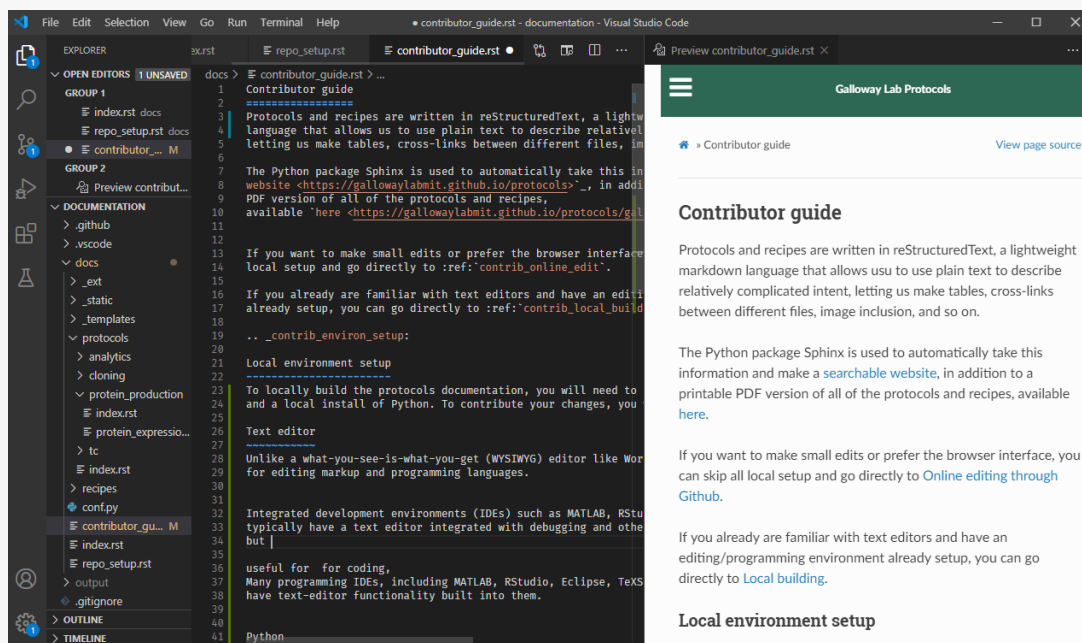 File Edit Selection View Go Run Terminal Help
● contributor_guide.rst - documentation - Visual Studio Code
EXPLORER
OPEN EDITORS 1 UNSAVED
GROUP 1
index.rst docs
repo_setup.rst docs
● contributor_... M
GROUP 2
Preview contribut...
DOCUMENTATION
.github
.vscode
docs
_ext
_static
_templates
protocols
analytics
cloning
protein_production
index.rst
protein_expressio...
tc
index.rst
recipes
conf.py
contributor_gu... M
index.rst
repo_setup.rst
output
.gitignore
OUTLINE
TIMELINE
ex.rst
repo_setup.rst
contributor_guide.rst ●
docs > contributor_guide.rst > ...
1 Contributor guide
2 =================
3 Protocols and recipes are written in reStructuredText, a lightw
4 language that allows us to use plain text to describe relativel
5 letting us make tables, cross-links between different files, im
6
7 The Python package Sphinx is used to automatically take this in
8 website <https://gallowaylabmit.github.io/protocols>`_, in addi
9 PDF version of all of the protocols and recipes,
10 available `here <https://gallowaylabmit.github.io/protocols/gal
11
12
13 If you want to make small edits or prefer the browser interface
14 local setup and go directly to :ref:`contrib_online_edit`.
15
16 If you already are familiar with text editors and have an editi
17 already setup, you can go directly to :ref:`contrib_local_build
18
19 .. _contrib_environ_setup:
20
21 Local environment setup
22 -----------------------
23 To locally build the protocols documentation, you will need to
24 and a local install of Python. To contribute your changes, you
25
26 Text editor
27 ~~~~~~~~~~~
28 Unlike a what-you-see-is-what-you-get (WYSIWYG) editor like Wor
29 for editing markup and programming languages.
30
31
32 Integrated development environments (IDEs) such as MATLAB, RStu
33 typically have a text editor integrated with debugging and othe
34 but
35
36 useful for  for coding,
37 Many programming IDEs, including MATLAB, RStudio, Eclipse, TeXS
38 have text-editor functionality built into them.
39
40
41 Python
Preview contributor_guide.rst
Galloway Lab Protocols
» Contributor guide
View page source
Contributor guide
Protocols and recipes are written in reStructuredText, a lightweight
markdown language that allows usu to use plain text to describe
relatively complicated intent, letting us make tables, cross-links
between different files, image inclusion, and so on.
The Python package Sphinx is used to automatically take this
information and make a searchable website, in addition to a
printable PDF version of all of the protocols and recipes, available
here.
If you want to make small edits or prefer the browser interface, you
can skip all local setup and go directly to Online editing through
Github.
If you already are familiar with text editors and have an
editing/programming environment already setup, you can go
directly to Local building.
Local environment setup